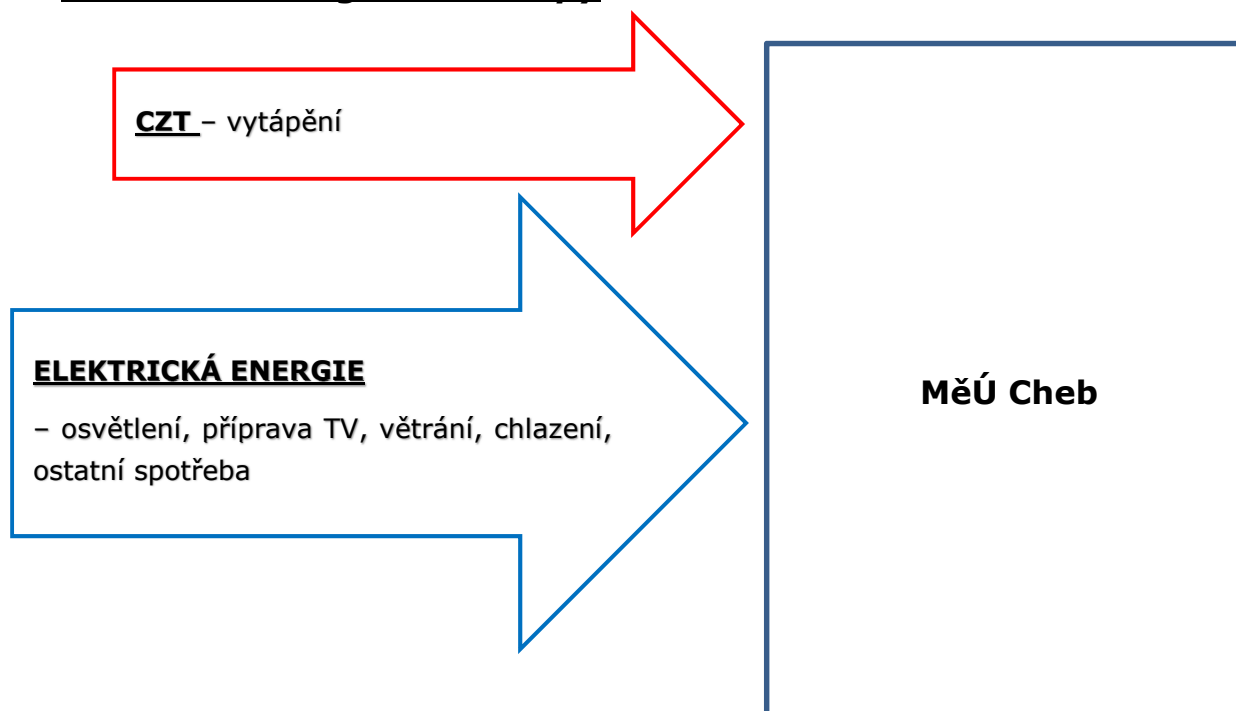 CZT – vytápění
ELEKTRICKÁ ENERGIE
– osvětlení, příprava TV, větrání, chlazení,
ostatní spotřeba
MěÚ Cheb